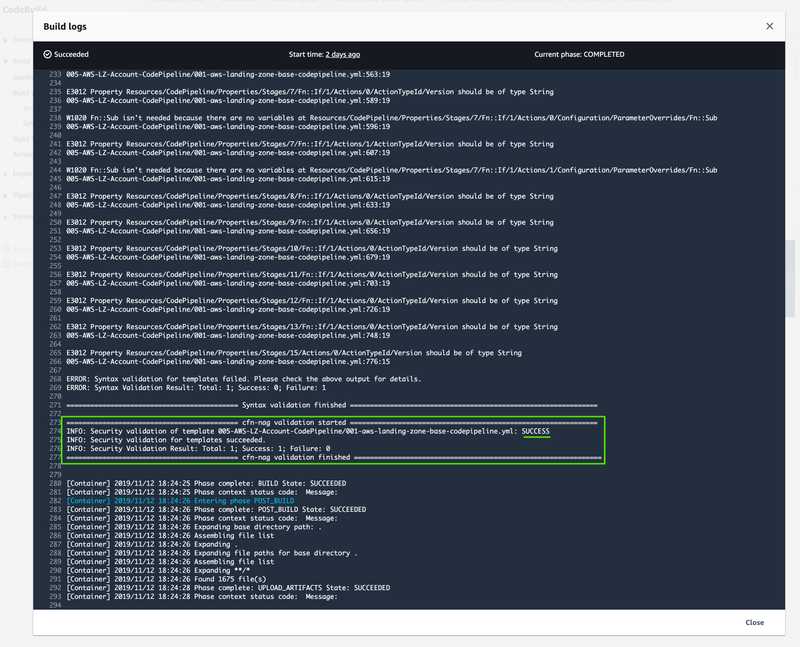 CodeBuild
Build logs
Succeeded
Start time: 2 days ago
Current phase: COMPLETED
233 005-AWS-LZ-Account-CodePipeline/001-aws-landing-zone-base-codepipeline.yml:563:19
234
235 E3012 Property Resources/CodePipeline/Properties/Stages/7/Fn::If/1/Actions/0/ActionTypeId/Version should be of type String
236 005-AWS-LZ-Account-CodePipeline/001-aws-landing-zone-base-codepipeline.yml:589:19
237
238 W1020 Fn::Sub isn't needed because there are no variables at Resources/CodePipeline/Properties/Stages/7/Fn::If/1/Actions/0/Configuration/ParameterOverrides/Fn::Sub
239 005-AWS-LZ-Account-CodePipeline/001-aws-landing-zone-base-codepipeline.yml:596:19
240
241 E3012 Property Resources/CodePipeline/Properties/Stages/7/Fn::If/1/Actions/1/ActionTypeId/Version should be of type String
242 005-AWS-LZ-Account-CodePipeline/001-aws-landing-zone-base-codepipeline.yml:607:19
243
244 W1020 Fn::Sub isn't needed because there are no variables at Resources/CodePipeline/Properties/Stages/7/Fn::If/1/Actions/1/Configuration/ParameterOverrides/Fn::Sub
245 005-AWS-LZ-Account-CodePipeline/001-aws-landing-zone-base-codepipeline.yml:615:19
246
247 E3012 Property Resources/CodePipeline/Properties/Stages/8/Fn::If/1/Actions/0/ActionTypeId/Version should be of type String
248 005-AWS-LZ-Account-CodePipeline/001-aws-landing-zone-base-codepipeline.yml:633:19
249
250 E3012 Property Resources/CodePipeline/Properties/Stages/9/Fn::If/1/Actions/0/ActionTypeId/Version should be of type String
251 005-AWS-LZ-Account-CodePipeline/001-aws-landing-zone-base-codepipeline.yml:656:19
252
253 E3012 Property Resources/CodePipeline/Properties/Stages/10/Fn::If/1/Actions/0/ActionTypeId/Version should be of type String
254 005-AWS-LZ-Account-CodePipeline/001-aws-landing-zone-base-codepipeline.yml:679:19
255
256 E3012 Property Resources/CodePipeline/Properties/Stages/11/Fn::If/1/Actions/0/ActionTypeId/Version should be of type String
257 005-AWS-LZ-Account-CodePipeline/001-aws-landing-zone-base-codepipeline.yml:703:19
258
259 E3012 Property Resources/CodePipeline/Properties/Stages/12/Fn::If/1/Actions/0/ActionTypeId/Version should be of type String
260 005-AWS-LZ-Account-CodePipeline/001-aws-landing-zone-base-codepipeline.yml:726:19
261
262 E3012 Property Resources/CodePipeline/Properties/Stages/13/Fn::If/1/Actions/0/ActionTypeId/Version should be of type String
263 005-AWS-LZ-Account-CodePipeline/001-aws-landing-zone-base-codepipeline.yml:748:19
264
265 E3012 Property Resources/CodePipeline/Properties/Stages/15/Actions/0/ActionTypeId/Version should be of type String
266 005-AWS-LZ-Account-CodePipeline/001-aws-landing-zone-base-codepipeline.yml:776:15
267
268 ERROR: Syntax validation for templates failed. Please check the above output for details.
269 ERROR: Syntax Validation Result: Total: 1; Success: 0; Failure: 1
270
271 ========================================= Syntax validation finished ===========================================================
272
273 ========================================= cfn-nag validation started ===========================================================
274 INFO: Security validation of template 005-AWS-LZ-Account-CodePipeline/001-aws-landing-zone-base-codepipeline.yml: SUCCESS
275 INFO: Security validation for templates succeeded.
276 INFO: Security Validation Result: Total: 1; Success: 1; Failure: 0
277 ========================================= cfn-nag validation finished ===========================================================
278
279
280 [Container] 2019/11/12 18:24:25 Phase complete: BUILD State: SUCCEEDED
281 [Container] 2019/11/12 18:24:25 Phase context status code:  Message:
282 [Container] 2019/11/12 18:24:26 Entering phase POST_BUILD
283 [Container] 2019/11/12 18:24:26 Phase complete: POST_BUILD State: SUCCEEDED
284 [Container] 2019/11/12 18:24:26 Phase context status code:  Message:
285 [Container] 2019/11/12 18:24:26 Expanding base directory path: .
286 [Container] 2019/11/12 18:24:26 Assembling file list
287 [Container] 2019/11/12 18:24:26 Expanding .
288 [Container] 2019/11/12 18:24:26 Expanding file paths for base directory .
289 [Container] 2019/11/12 18:24:26 Assembling file list
290 [Container] 2019/11/12 18:24:26 Expanding **/*
291 [Container] 2019/11/12 18:24:26 Found 1675 file(s)
292 [Container] 2019/11/12 18:24:28 Phase complete: UPLOAD_ARTIFACTS State: SUCCEEDED
293 [Container] 2019/11/12 18:24:28 Phase context status code:  Message:
294
Close